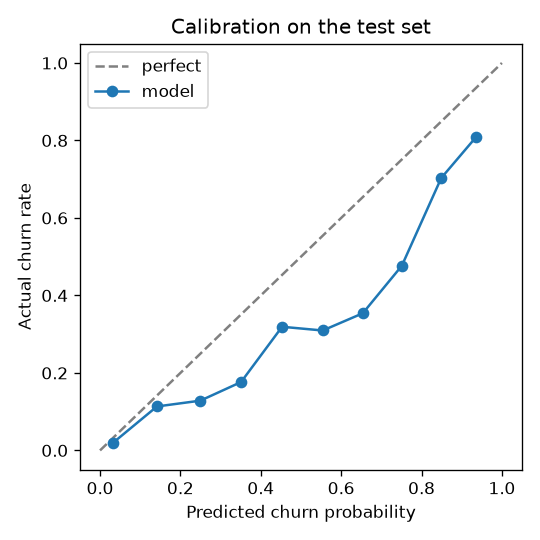 Calibration on the test set
perfect
model
Actual churn rate
1.0
0.8
0.6
0.4
0.2
0.0
0.0 0.2 0.4 0.6 0.8 1.0
Predicted churn probability